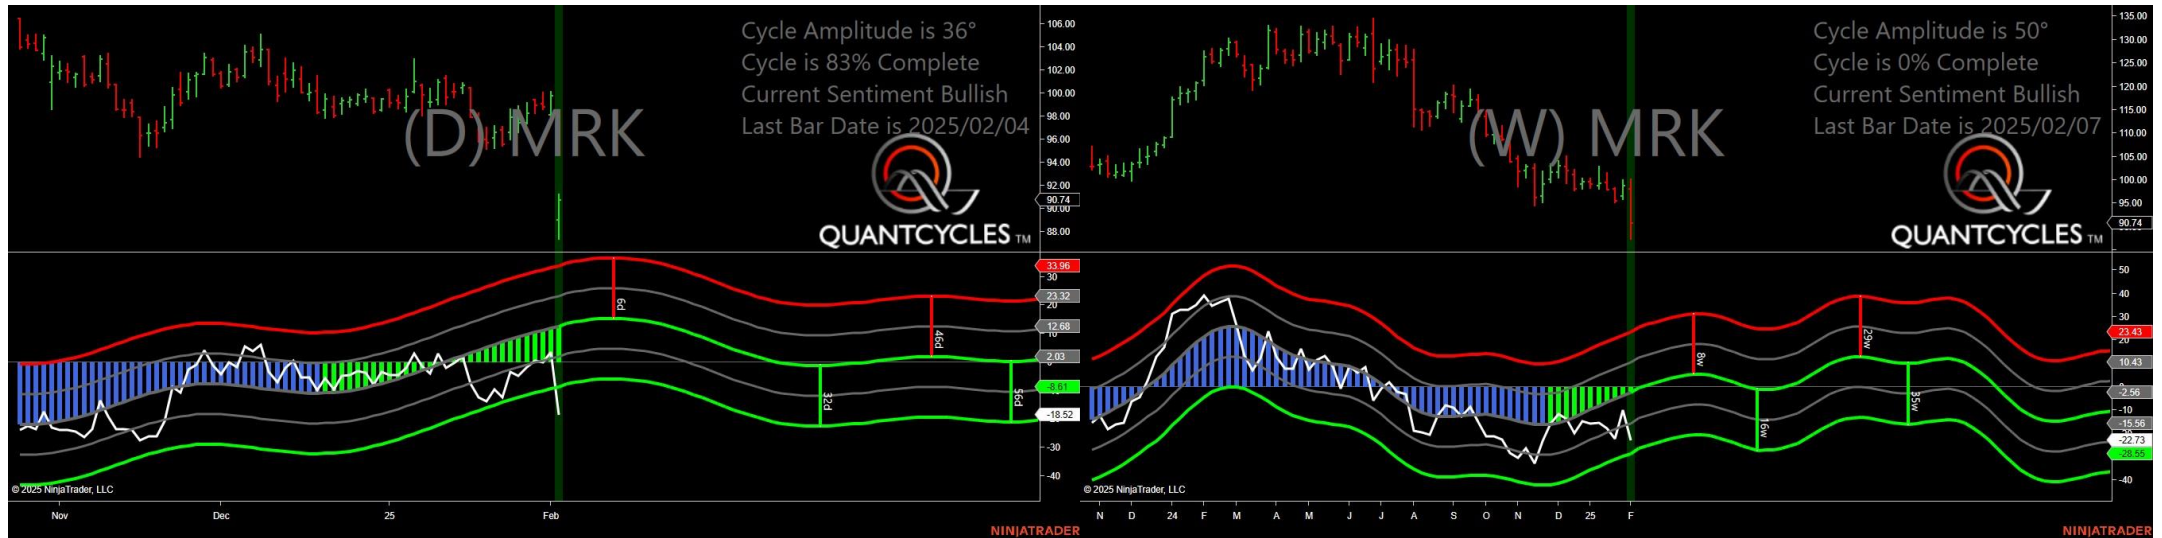 Cycle Amplitude is 36°
Cycle is 83% Complete
Current Sentiment Bullish
Last Bar Date is 2025/02/04
(D) MRK
QUANTCYCLES TM
106.00
104.00
102.00
100.00
98.00
96.00
94.00
92.00
90.74
90.00
88.00
33.96
30
23.32
20
12.68
2.03
-8.61
-18.52
-30
-40
6d
32d
46d
56d
© 2025 NinjaTrader, LLC
Nov
Dec
25
Feb
NINJATRADER
Cycle Amplitude is 50°
Cycle is 0% Complete
Current Sentiment Bullish
Last Bar Date is 2025/02/07
(W) MRK
QUANTCYCLES TM
135.00
130.00
125.00
120.00
115.00
110.00
105.00
100.00
95.00
90.74
50
40
30
23.43
20
10.43
-2.56
-10
-15.56
-22.73
-28.55
-40
8w
16w
29w
35w
© 2025 NinjaTrader, LLC
N D 24 F M A M J J A S O N D 25 F
NINJATRADER